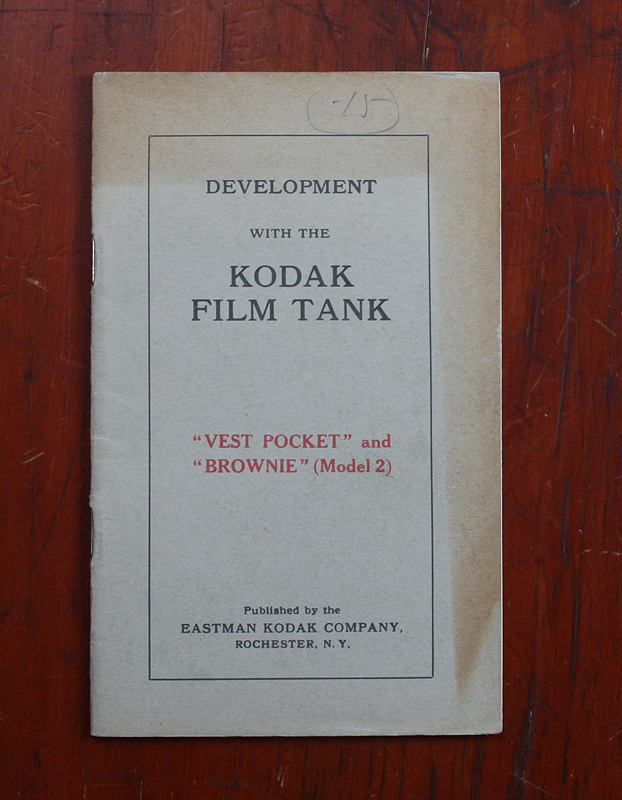 -15
DEVELOPMENT
WITH THE
KODAK
FILM TANK
"VEST POCKET" and
"BROWNIE" (Model 2)
Published by the
EASTMAN KODAK COMPANY,
ROCHESTER, N. Y.